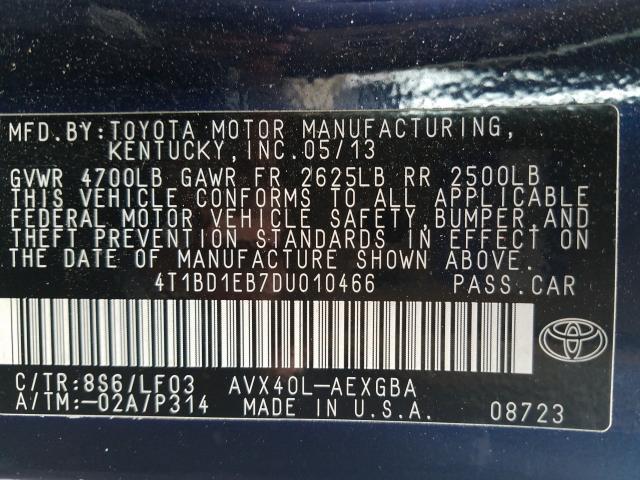 MFD.BY:TOYOTA MOTOR MANUFACTURING,
KENTUCKY,INC.05/13
GVWR 4700LB GAWR FR 2625LB RR 2500LB
THIS VEHICLE CONFORMS TO ALL APPLICABLE
FEDERAL MOTOR VEHICLE SAFETY,BUMPER,AND
THEFT PREVENTION STANDARDS IN EFFECT ON
THE DATE OF MANUFACTURE SHOWN ABOVE.
4T1BD1EB7DU010466 PASS.CAR
C/TR:8S6/LF03 AVX40L-AEXGBA
A/TM:-02A/P314 MADE IN U.S.A. 08723